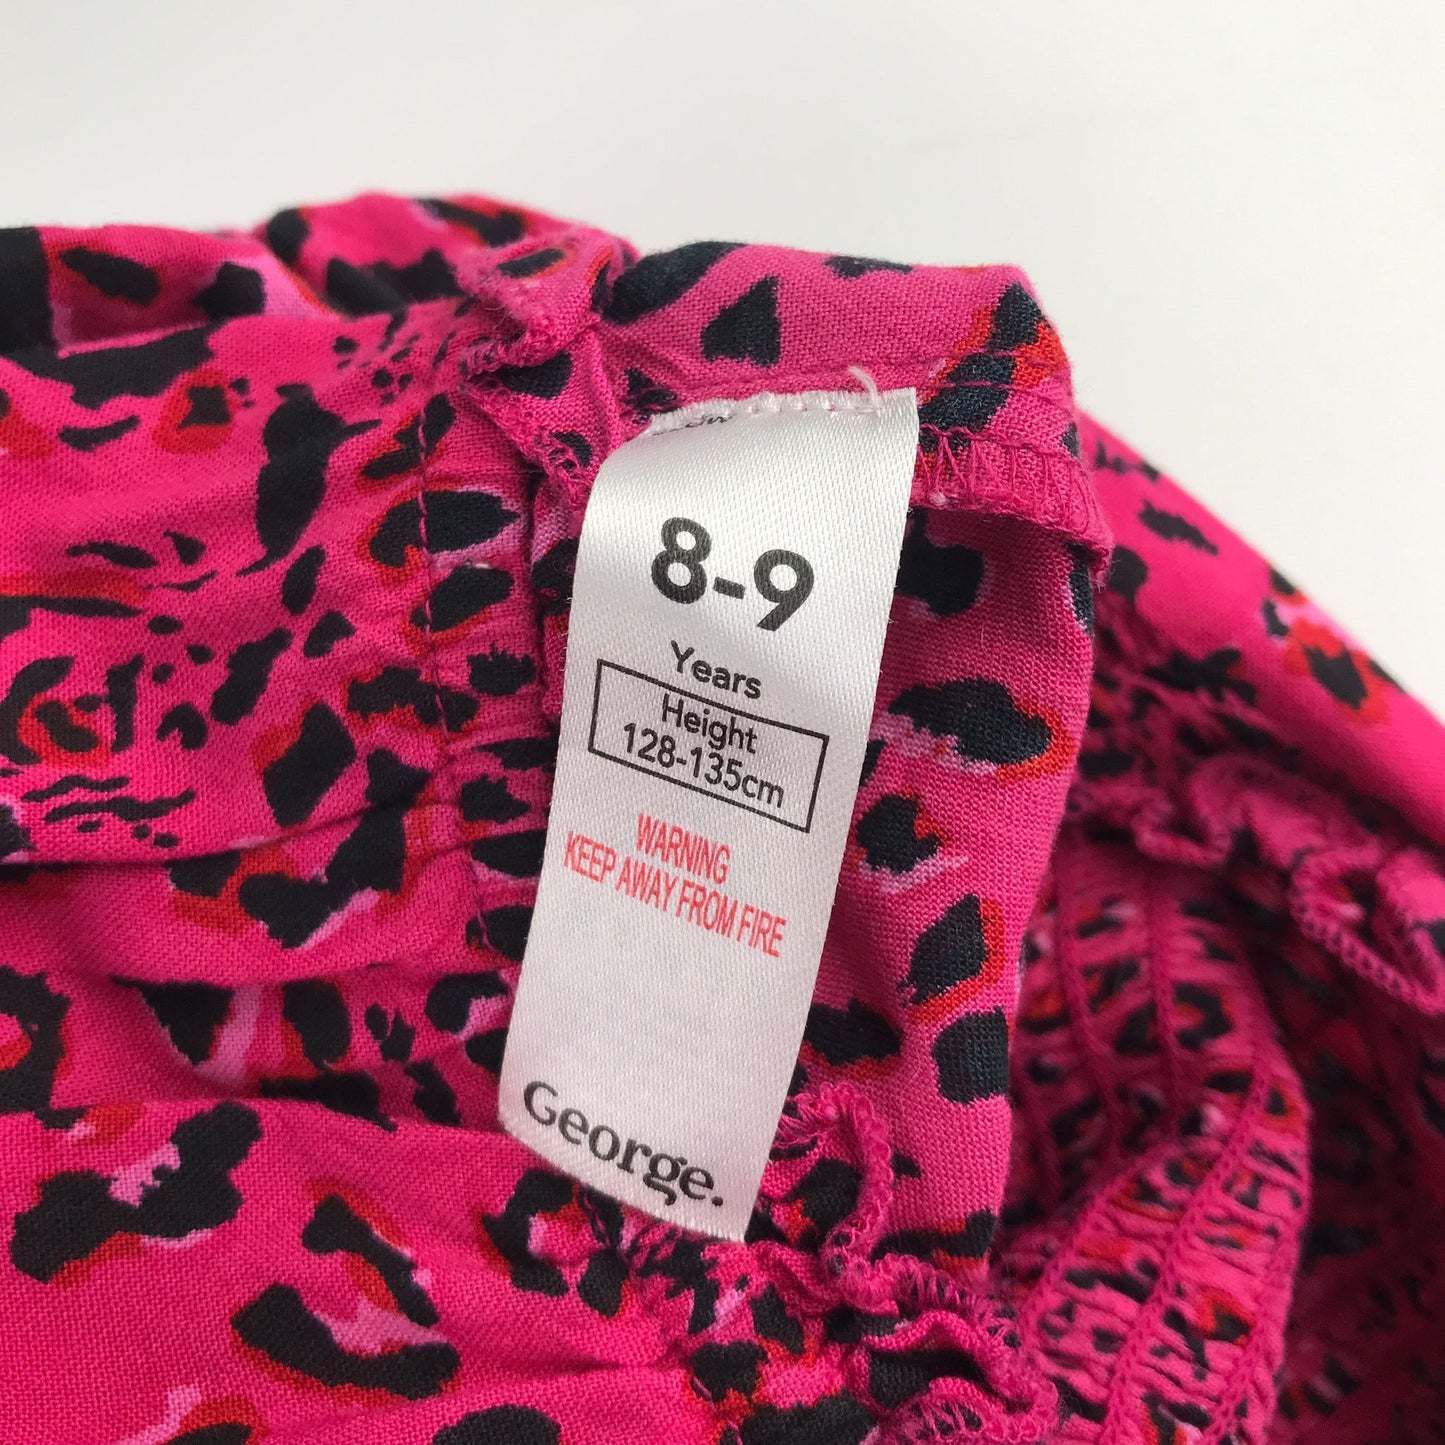 8-9
Years
Height
128-135cm
WARNING
KEEP AWAY FROM FIRE
George.